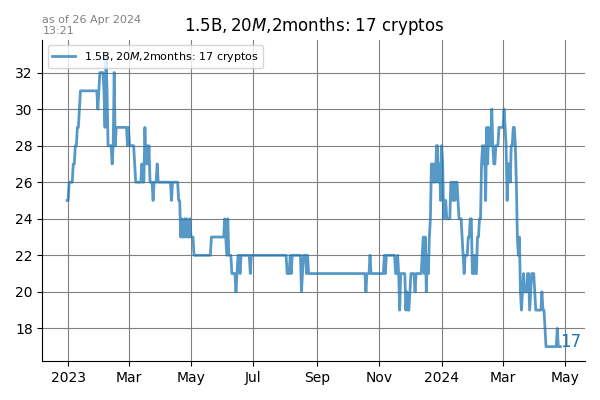 as of 26 Apr 2024
13:21
1.5B, 20M,2months: 17 cryptos
1.5B, 20M,2months: 17 cryptos
32
30
28
26
24
22
20
18
17
2023
Mar
May
Jul
Sep
Nov
2024
Mar
May